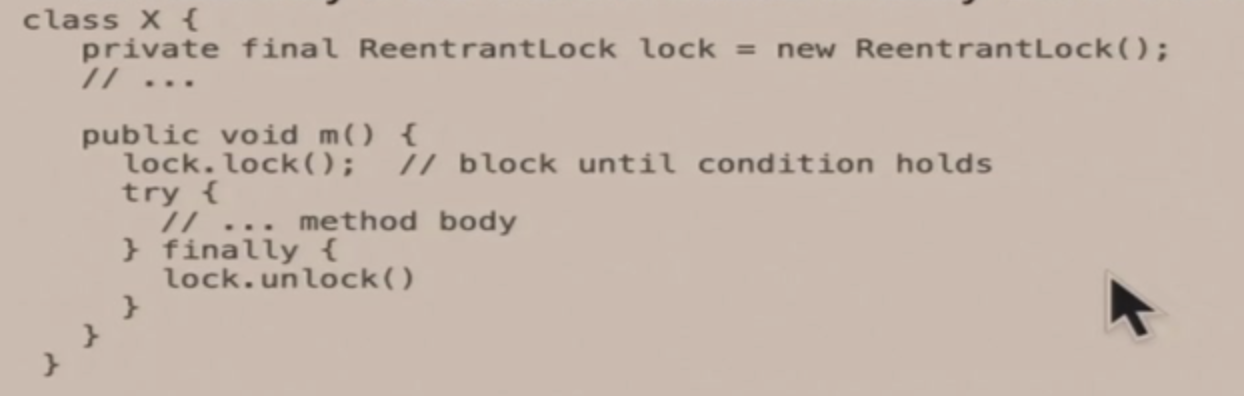 class X {
private final ReentrantLock lock = new ReentrantLock();
// ...
public void m() {
lock.lock();  // block until condition holds
try {
// ... method body
} finally {
lock.unlock()
}
}
}